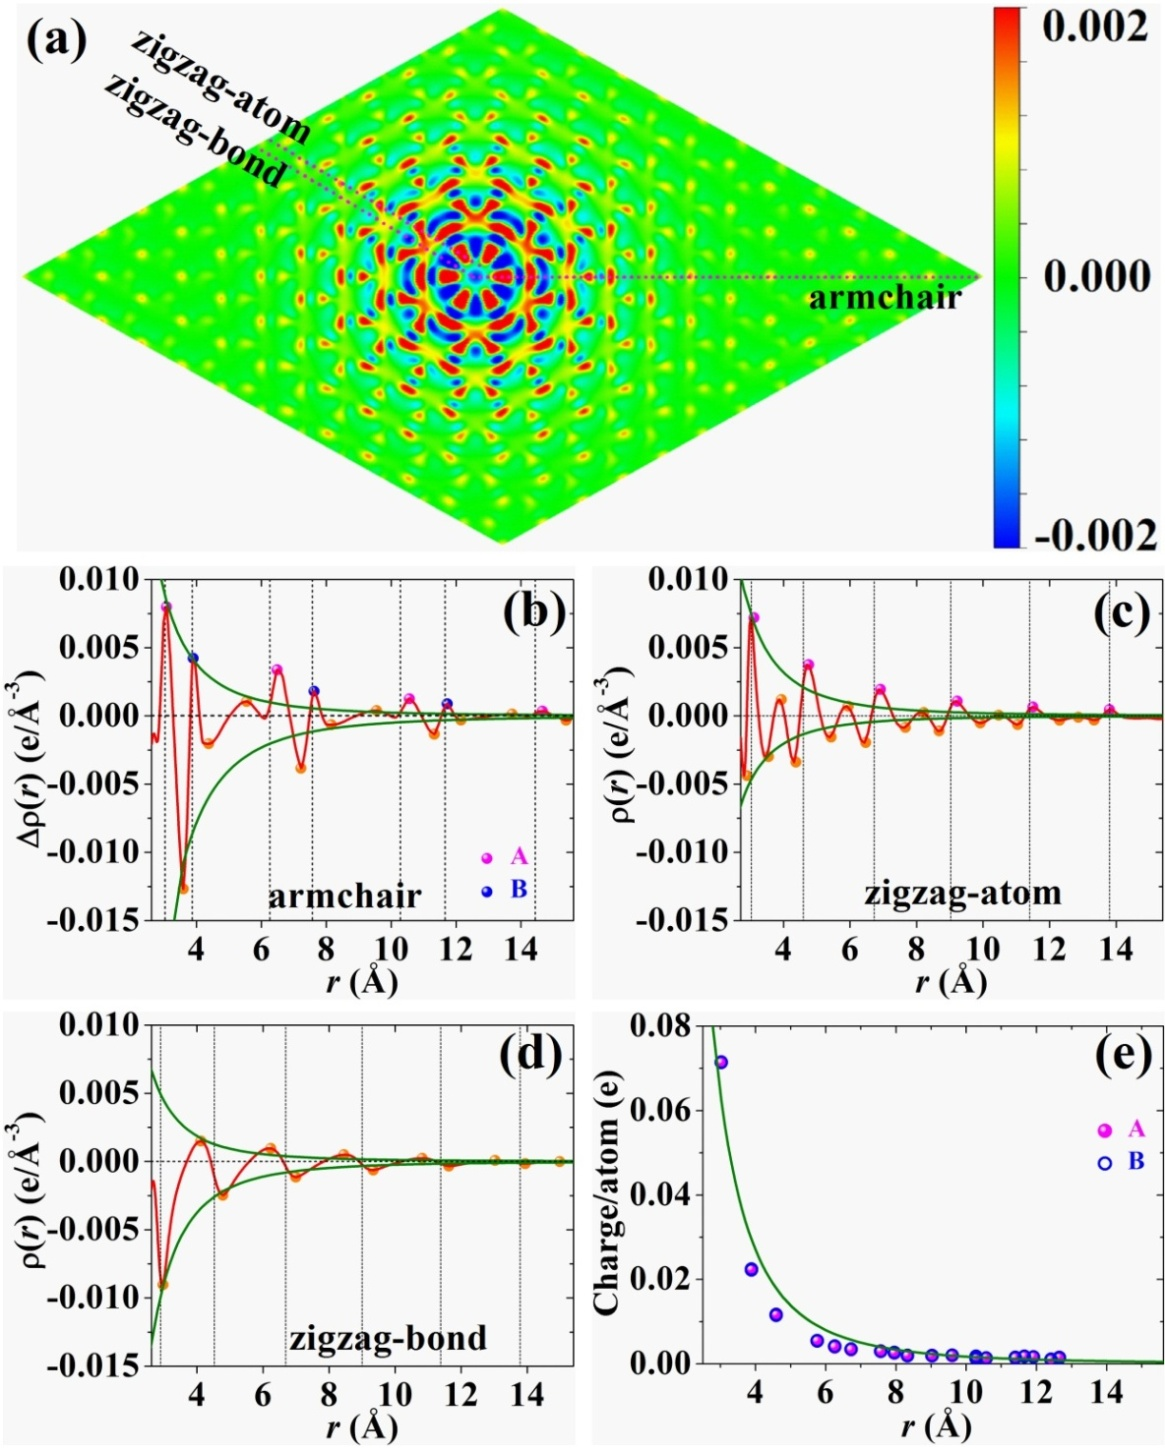 (a)
zigzag-atom
zigzag-bond
armchair
0.002
0.000
-0.002
(b)
0.010
0.005
0.000
-0.005
-0.010
-0.015
Δρ(r) (e/Å⁻³)
A
B
armchair
4 6 8 10 12 14
r (Å)
(c)
0.010
0.005
0.000
-0.005
-0.010
-0.015
ρ(r) (e/Å⁻³)
zigzag-atom
4 6 8 10 12 14
r (Å)
(d)
0.010
0.005
0.000
-0.005
-0.010
-0.015
ρ(r) (e/Å⁻³)
zigzag-bond
4 6 8 10 12 14
r (Å)
(e)
0.08
0.06
0.04
0.02
0.00
Charge/atom (e)
A
B
4 6 8 10 12 14
r (Å)